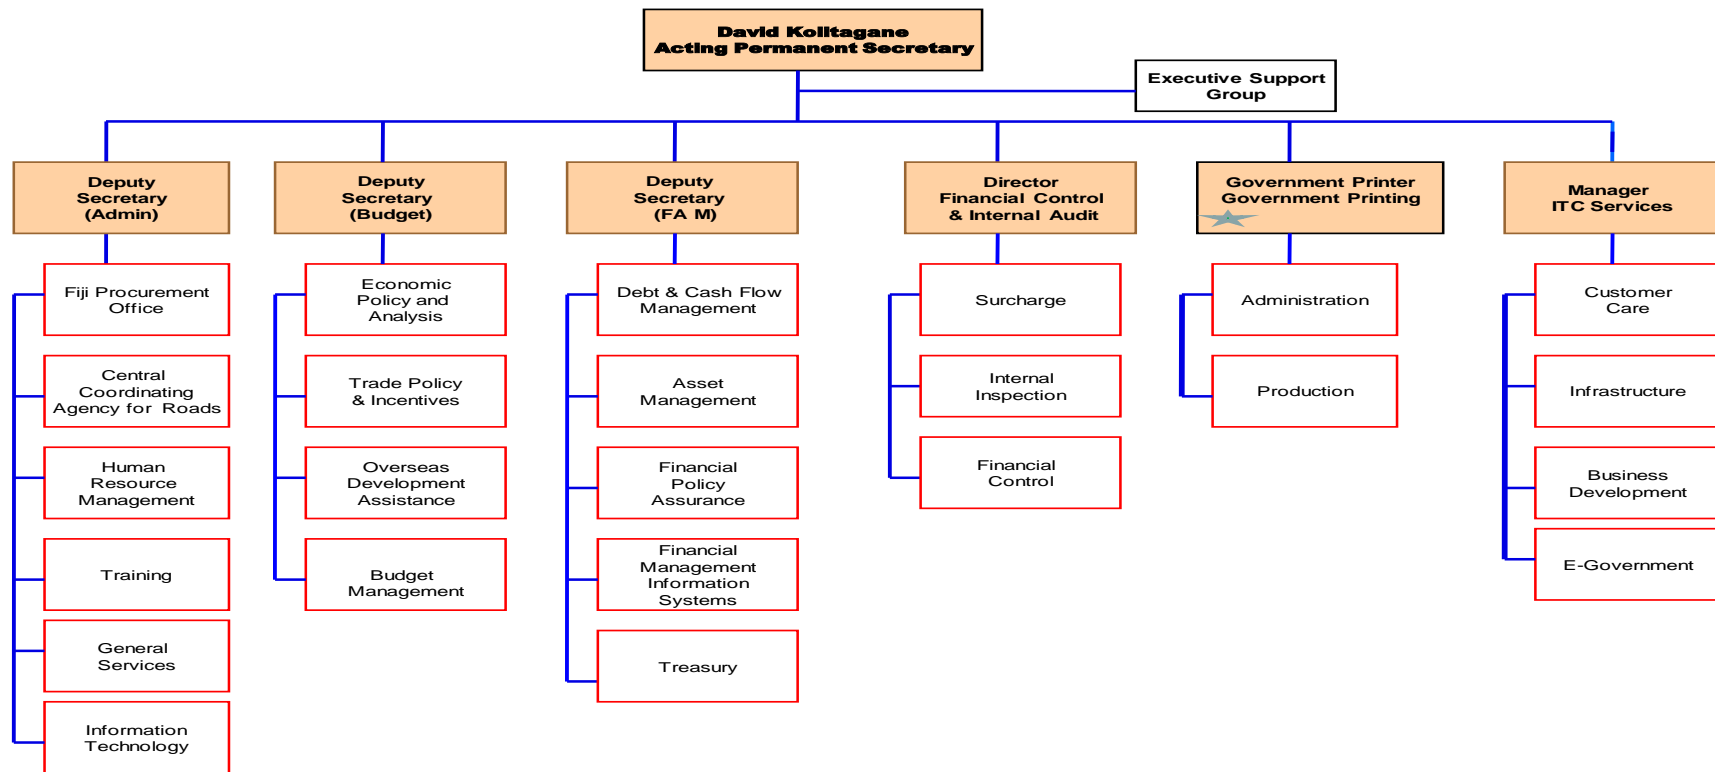 David Kolitagane
Acting Permanent Secretary
Executive Support
Group
Deputy
Secretary
(Admin)
Deputy
Secretary
(Budget)
Deputy
Secretary
(FA M)
Director
Financial Control
& Internal Audit
Government Printer
Government Printing
Manager
ITC Services
Fiji Procurement
Office
Central
Coordinating
Agency for Roads
Human
Resource
Management
Training
General
Services
Information
Technology
Economic
Policy and
Analysis
Trade Policy
& Incentives
Overseas
Development
Assistance
Budget
Management
Debt & Cash Flow
Management
Asset
Management
Financial
Policy
Assurance
Financial
Management
Information
Systems
Treasury
Surcharge
Internal
Inspection
Financial
Control
Administration
Production
Customer
Care
Infrastructure
Business
Development
E-Government